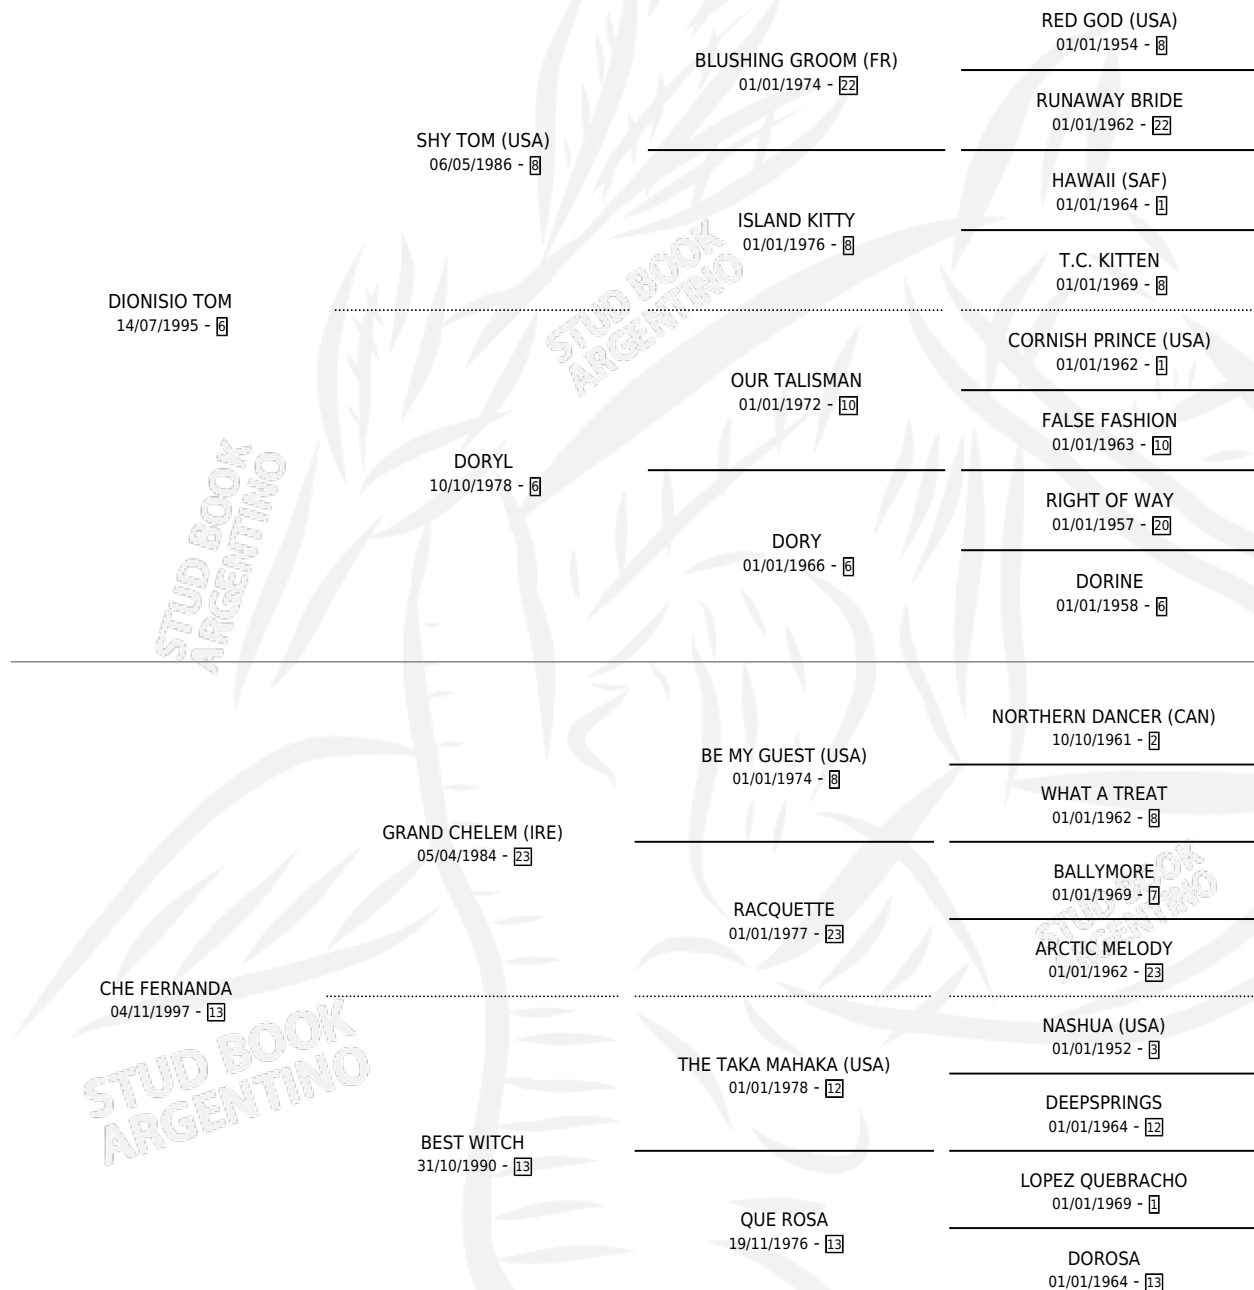 RED GOD (USA)
01/01/1954 - 8
BLUSHING GROOM (FR)
01/01/1974 - 22
RUNAWAY BRIDE
01/01/1962 - 22
SHY TOM (USA)
06/05/1986 - 8
HAWAII (SAF)
01/01/1964 - 1
ISLAND KITTY
01/01/1976 - 8
T.C. KITTEN
01/01/1969 - 8
DIONISIO TOM
14/07/1995 - 6
STUD BOOK
ARGENTINO
CORNISH PRINCE (USA)
01/01/1962 - 1
OUR TALISMAN
01/01/1972 - 10
FALSE FASHION
01/01/1963 - 10
DORYL
10/10/1978 - 6
RIGHT OF WAY
01/01/1957 - 20
DORY
01/01/1966 - 6
DORINE
01/01/1958 - 6
STUD BOOK
ARGENTINO
NORTHERN DANCER (CAN)
10/10/1961 - 2
BE MY GUEST (USA)
01/01/1974 - 8
WHAT A TREAT
01/01/1962 - 8
GRAND CHELEM (IRE)
05/04/1984 - 23
BALLYMORE
01/01/1969 - 7
RACQUETTE
01/01/1977 - 23
ARCTIC MELODY
01/01/1962 - 23
STUD BOOK
ARGENTINO
CHE FERNANDA
04/11/1997 - 13
NASHUA (USA)
01/01/1952 - 3
THE TAKA MAHAKA (USA)
01/01/1978 - 12
DEEPSPRINGS
01/01/1964 - 12
STUD BOOK
ARGENTINO
BEST WITCH
31/10/1990 - 13
LOPEZ QUEBRACHO
01/01/1969 - 1
QUE ROSA
19/11/1976 - 13
DOROSA
01/01/1964 - 13